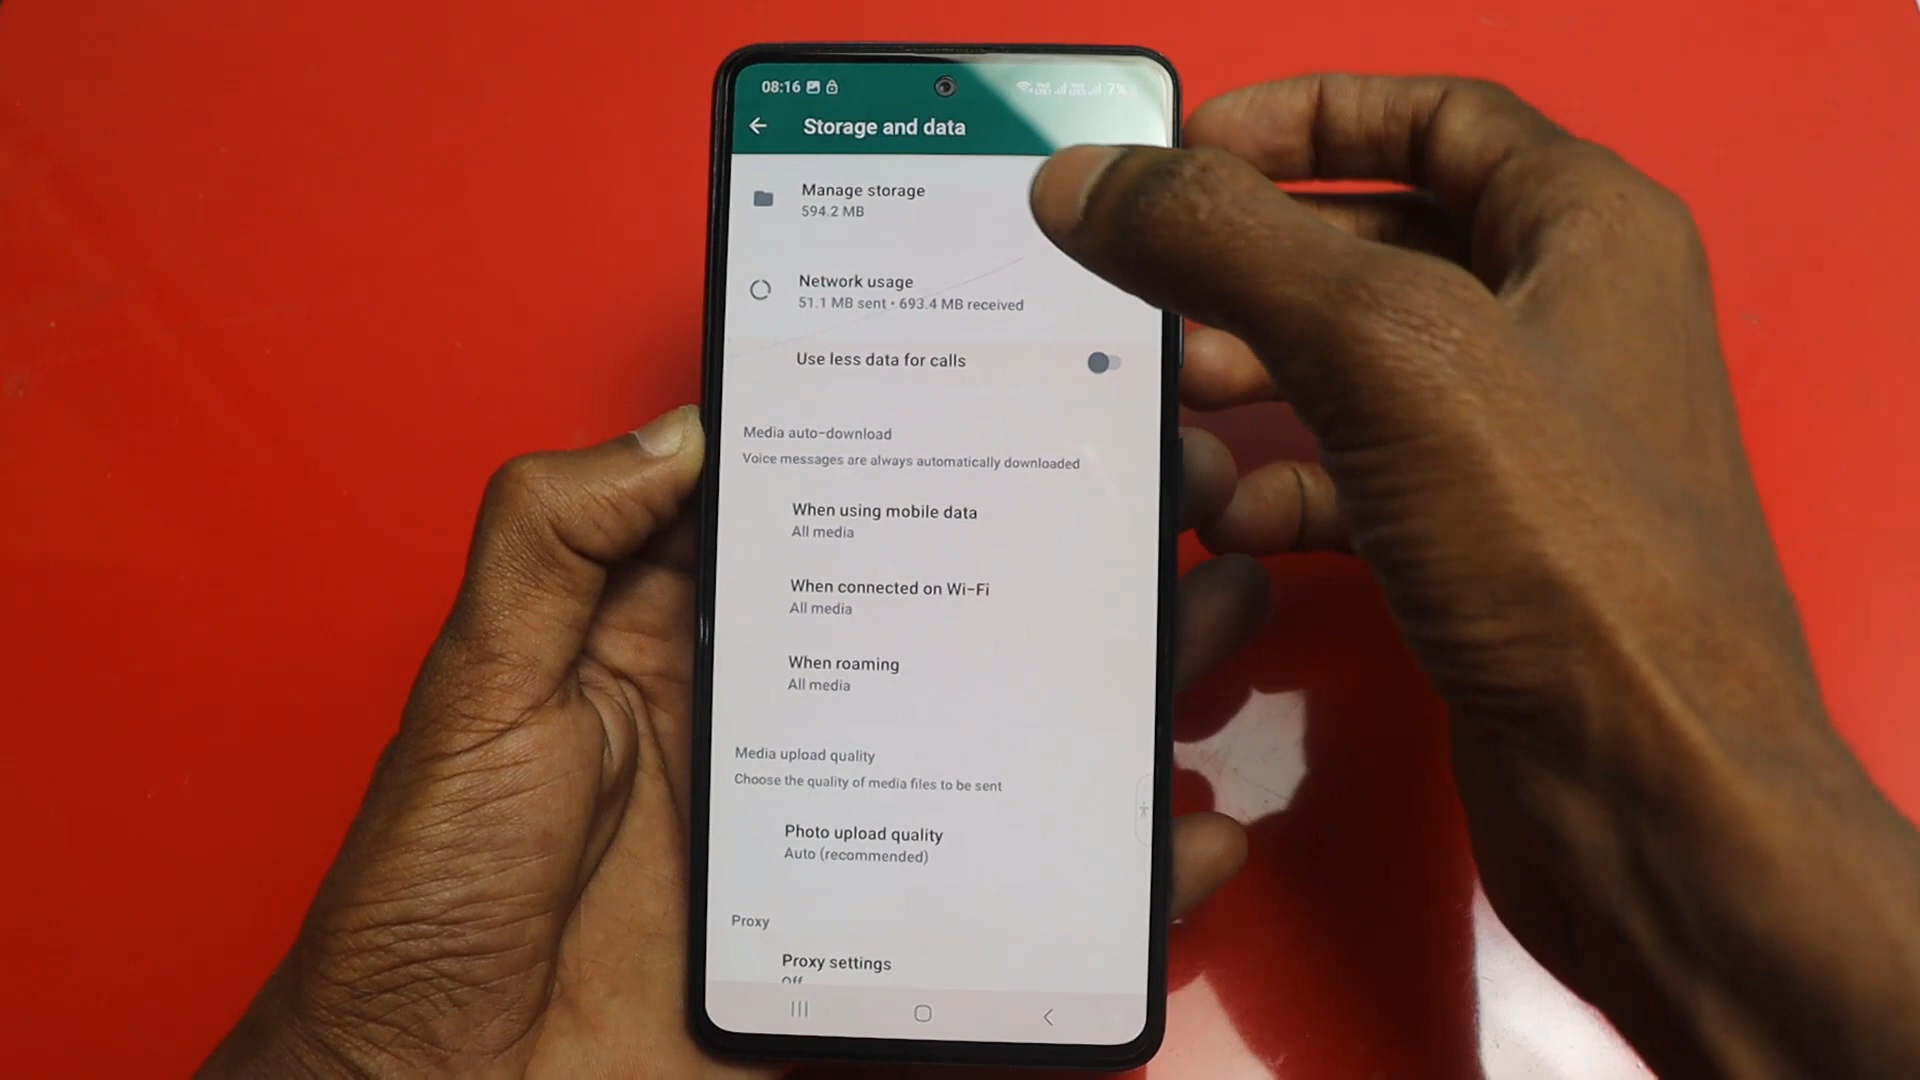 08:16
7%
Storage and data
Manage storage
594.2 MB
Network usage
51.1 MB sent • 693.4 MB received
Use less data for calls
Media auto-download
Voice messages are always automatically downloaded
When using mobile data
All media
When connected on Wi-Fi
All media
When roaming
All media
Media upload quality
Choose the quality of media files to be sent
Photo upload quality
Auto (recommended)
Proxy
Proxy settings
Off